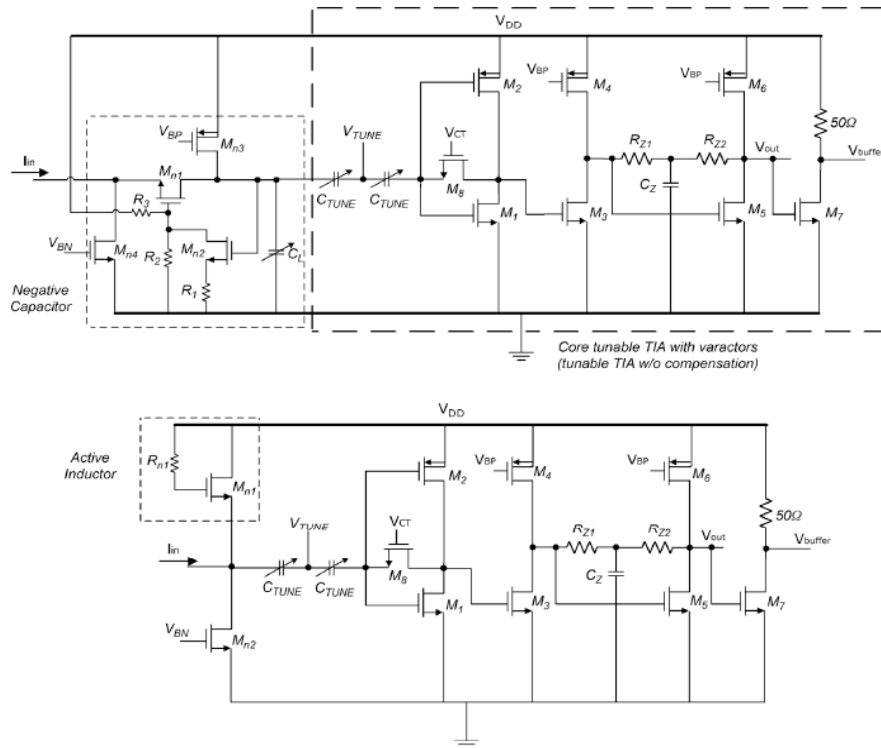 V_DD
V_BP
M_n3
I_in
M_n1
R_3
V_BN
M_n4
R_2
M_n2
R_1
C_L
Negative
Capacitor
V_TUNE
C_TUNE
C_TUNE
V_CT
M_8
M_2
M_1
V_BP
M_4
M_3
R_Z1
R_Z2
C_Z
V_BP
M_6
V_out
M_5
50Ω
V_buffer
M_7
Core tunable TIA with varactors
(tunable TIA w/o compensation)
V_DD
Active
Inductor
R_n1
M_n1
I_in
V_BN
M_n2
V_TUNE
C_TUNE
C_TUNE
V_CT
M_8
M_2
M_1
V_BP
M_4
M_3
R_Z1
R_Z2
C_Z
V_BP
M_6
V_out
M_5
50Ω
V_buffer
M_7